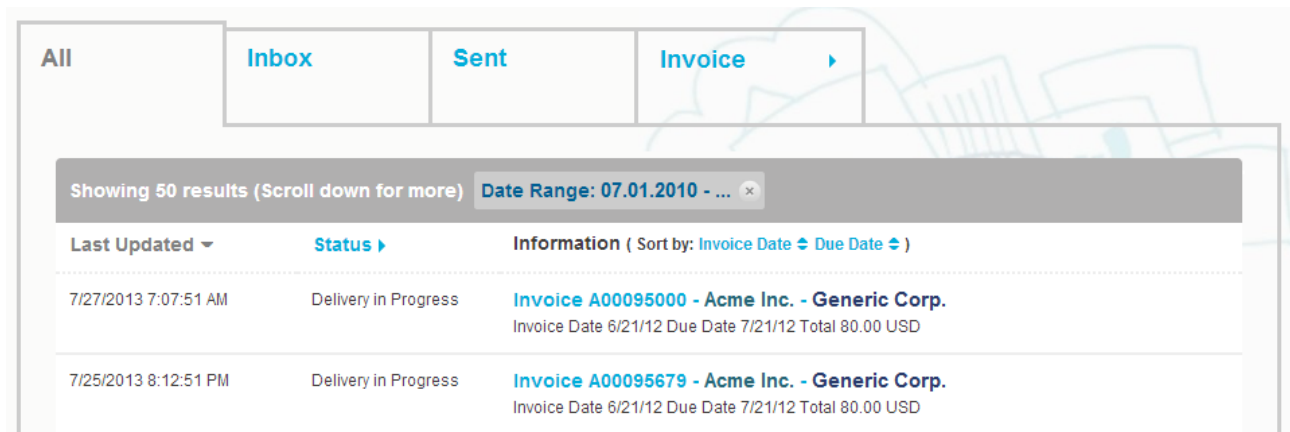 All Inbox Sent Invoice
Showing 50 results (Scroll down for more) Date Range: 07.01.2010 - ...
Last Updated Status Information ( Sort by: Invoice Date Due Date )
7/27/2013 7:07:51 AM Delivery in Progress Invoice A00095000 - Acme Inc. - Generic Corp.
Invoice Date 6/21/12 Due Date 7/21/12 Total 80.00 USD
7/25/2013 8:12:51 PM Delivery in Progress Invoice A00095679 - Acme Inc. - Generic Corp.
Invoice Date 6/21/12 Due Date 7/21/12 Total 80.00 USD